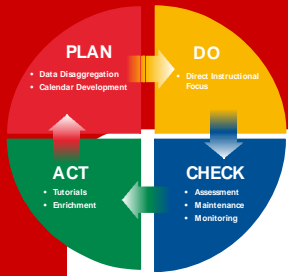 PLAN
• Data Disaggregation
• Calendar Development
DO
• Direct Instructional
Focus
ACT
• Tutorials
• Enrichment
CHECK
• Assessment
• Maintenance
• Monitoring